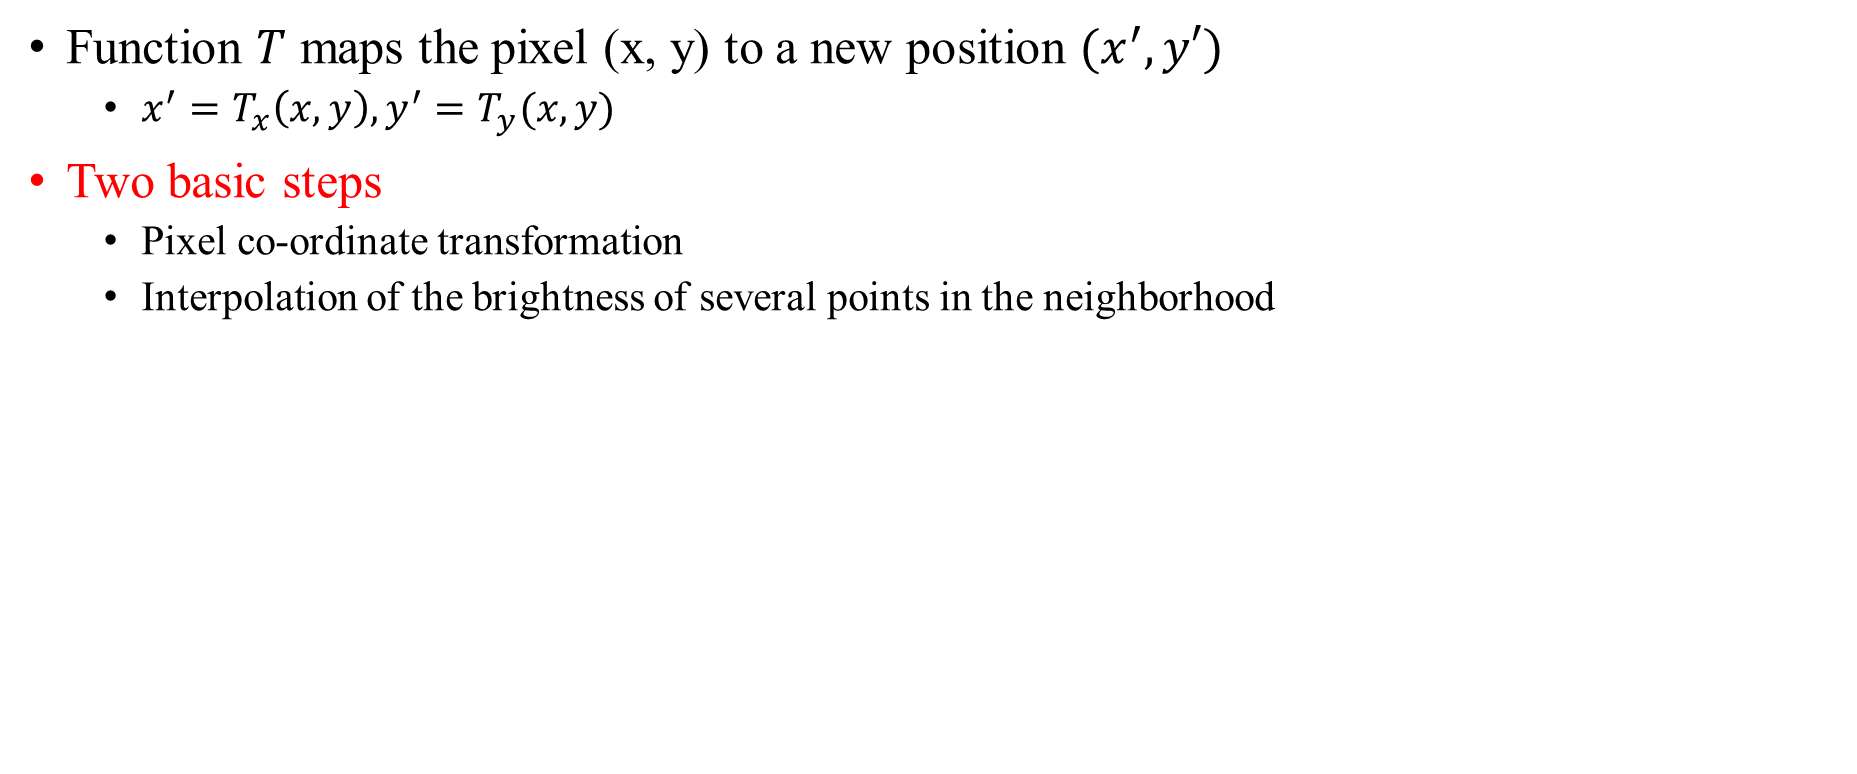 • Function 𝑇 maps the pixel (x, y) to a new position (𝑥′, 𝑦′)
• 𝑥′ = 𝑇ₓ(𝑥, 𝑦), 𝑦′ = 𝑇_𝑦(𝑥, 𝑦)
• Two basic steps
• Pixel co-ordinate transformation
• Interpolation of the brightness of several points in the neighborhood